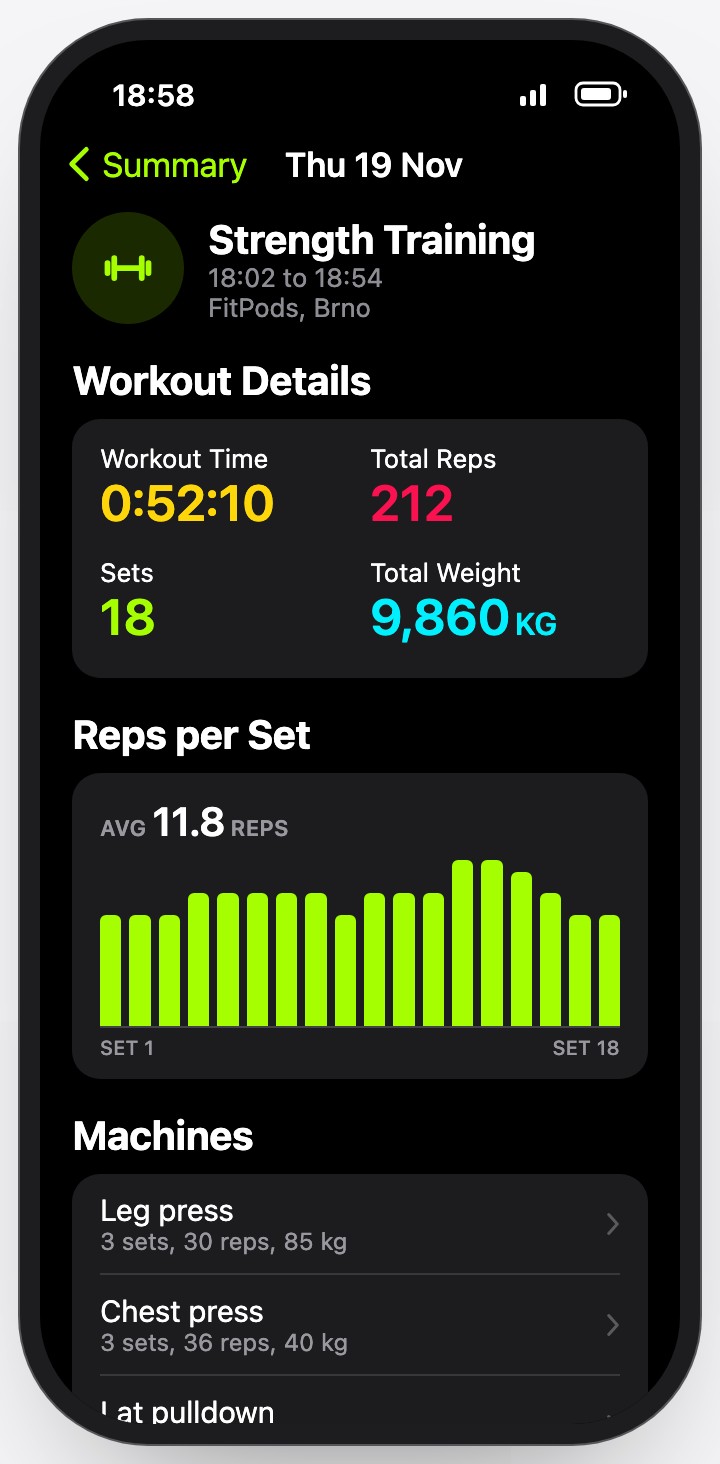 18:58
Summary
Thu 19 Nov
Strength Training
18:02 to 18:54
FitPods, Brno
Workout Details
Workout Time
0:52:10
Total Reps
212
Sets
18
Total Weight
9,860 KG
Reps per Set
AVG 11.8 REPS
SET 1
SET 18
Machines
Leg press
3 sets, 30 reps, 85 kg
Chest press
3 sets, 36 reps, 40 kg
Lat pulldown